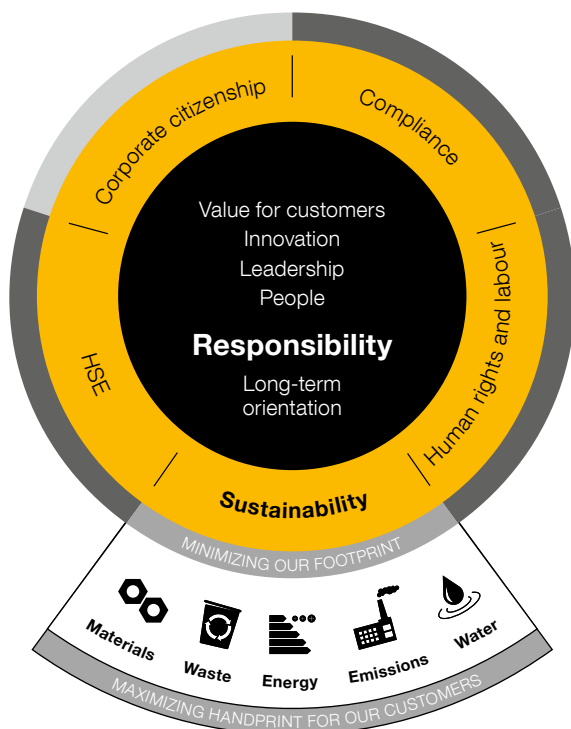 Corporate citizenship
Compliance
Value for customers
Innovation
Leadership
People
Responsibility
Long-term
orientation
HSE
Human rights and labour
Sustainability
MINIMIZING OUR FOOTPRINT
Materials
Waste
Energy
Emissions
Water
MAXIMIZING HANDPRINT FOR OUR CUSTOMERS